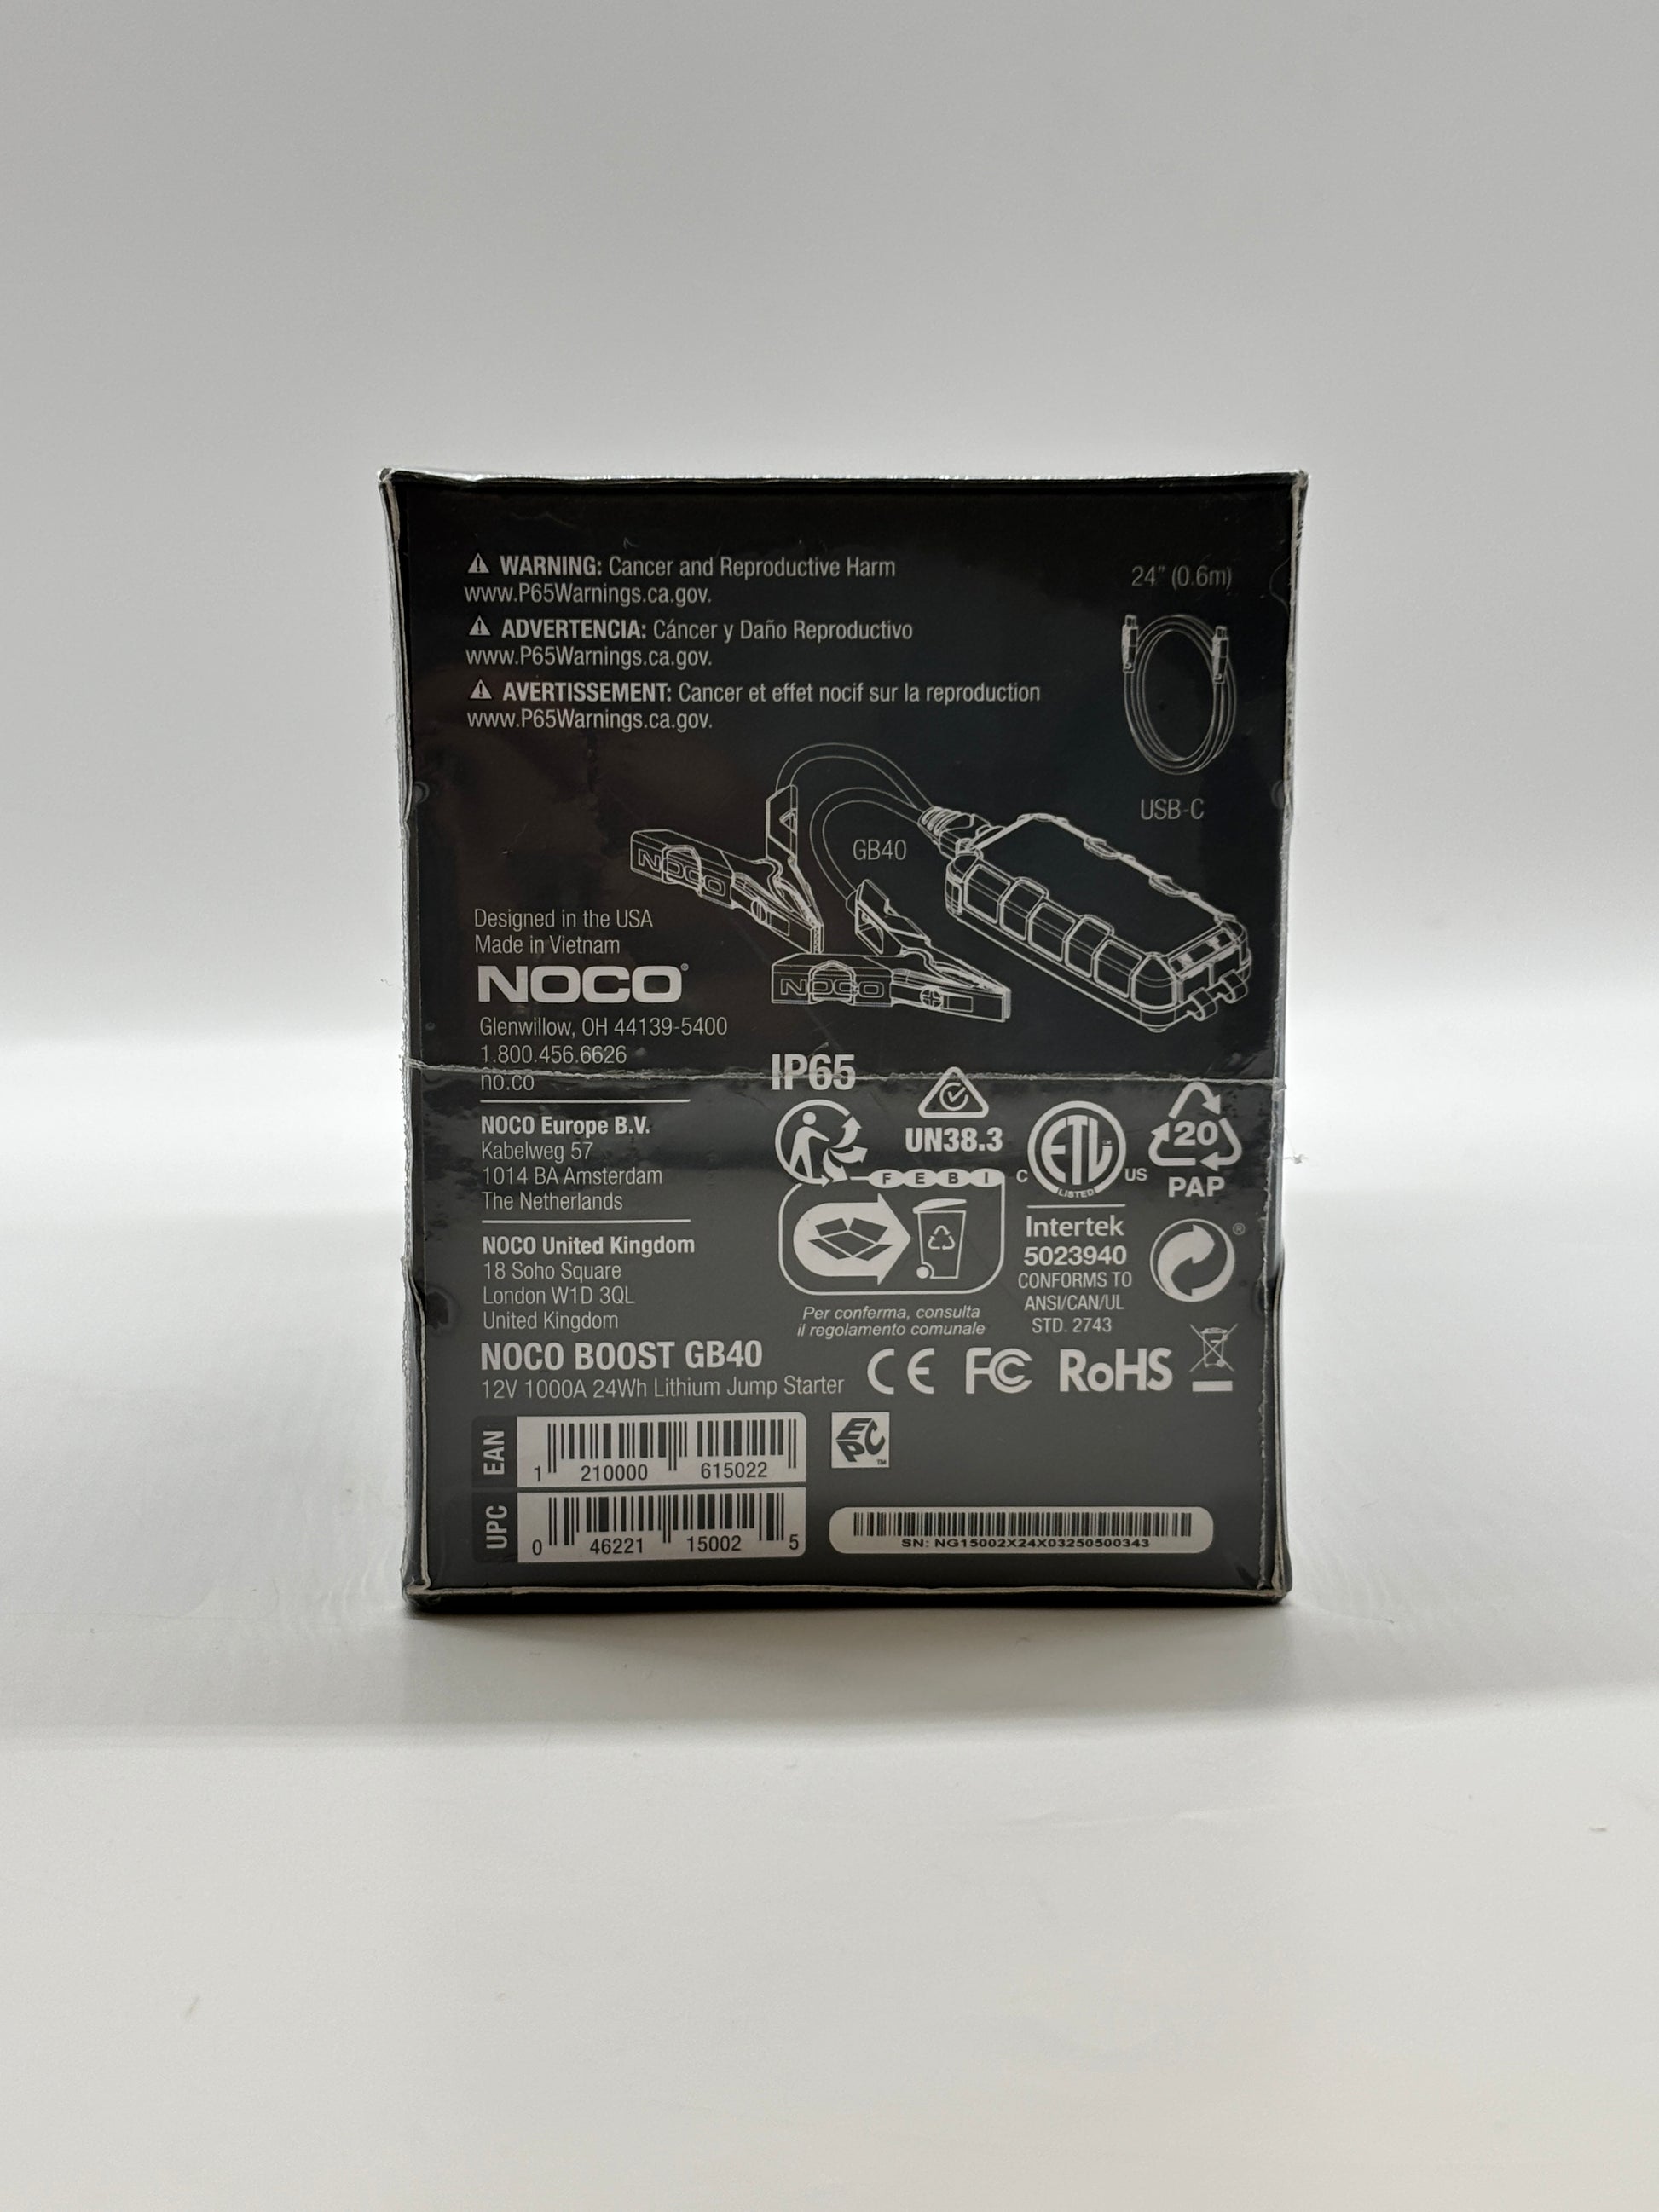 WARNING: Cancer and Reproductive Harm
www.P65Warnings.ca.gov.
ADVERTENCIA: Cáncer y Daño Reproductivo
www.P65Warnings.ca.gov.
AVERTISSEMENT: Cancer et effet nocif sur la reproduction
www.P65Warnings.ca.gov.
24" (0.6m)
USB-C
GB40
NOCO
NOCO
Designed in the USA
Made in Vietnam
NOCO®
Glenwillow, OH 44139-5400
1.800.456.6626
no.co
NOCO Europe B.V.
Kabelweg 57
1014 BA Amsterdam
The Netherlands
NOCO United Kingdom
18 Soho Square
London W1D 3QL
United Kingdom
IP65
UN38.3
FEBI
Per conferma, consulta
il regolamento comunale
C ETL US
LISTED
Intertek
5023940
CONFORMS TO
ANSI/CAN/UL
STD. 2743
20
PAP
®
NOCO BOOST GB40
12V 1000A 24Wh Lithium Jump Starter
CE FC RoHS
EAN
1 210000 615022
UPC
0 46221 15002 5
EPC™
SN: NG15002X24X03250500343